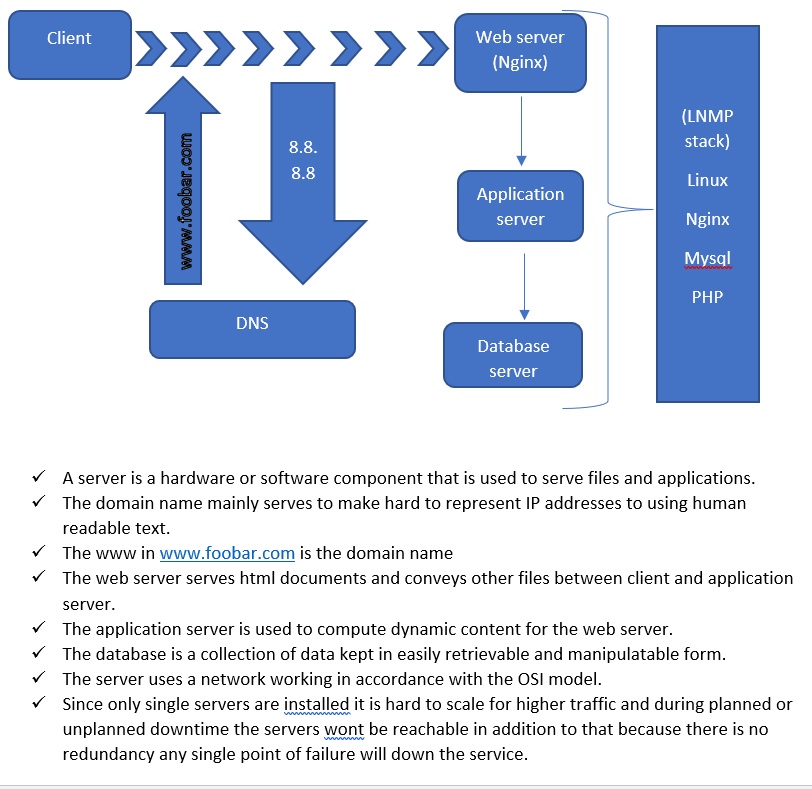 Client
Web server
(Nginx)
www.foobar.com
8.8.
8.8
DNS
Application
server
Database
server
(LNMP
stack)
Linux
Nginx
Mysql
PHP
✓ A server is a hardware or software component that is used to serve files and applications.
✓ The domain name mainly serves to make hard to represent IP addresses to using human
readable text.
✓ The www in www.foobar.com is the domain name
✓ The web server serves html documents and conveys other files between client and application
server.
✓ The application server is used to compute dynamic content for the web server.
✓ The database is a collection of data kept in easily retrievable and manipulatable form.
✓ The server uses a network working in accordance with the OSI model.
✓ Since only single servers are installed it is hard to scale for higher traffic and during planned or
unplanned downtime the servers wont be reachable in addition to that because there is no
redundancy any single point of failure will down the service.